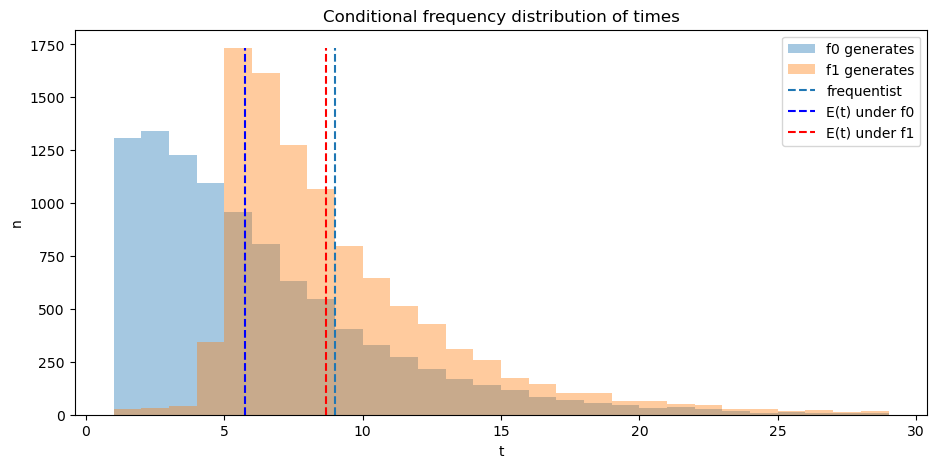 Conditional frequency distribution of times
f0 generates
f1 generates
frequentist
E(t) under f0
E(t) under f1
1750
1500
1250
1000
750
500
250
0
n
0 5 10 15 20 25 30
t